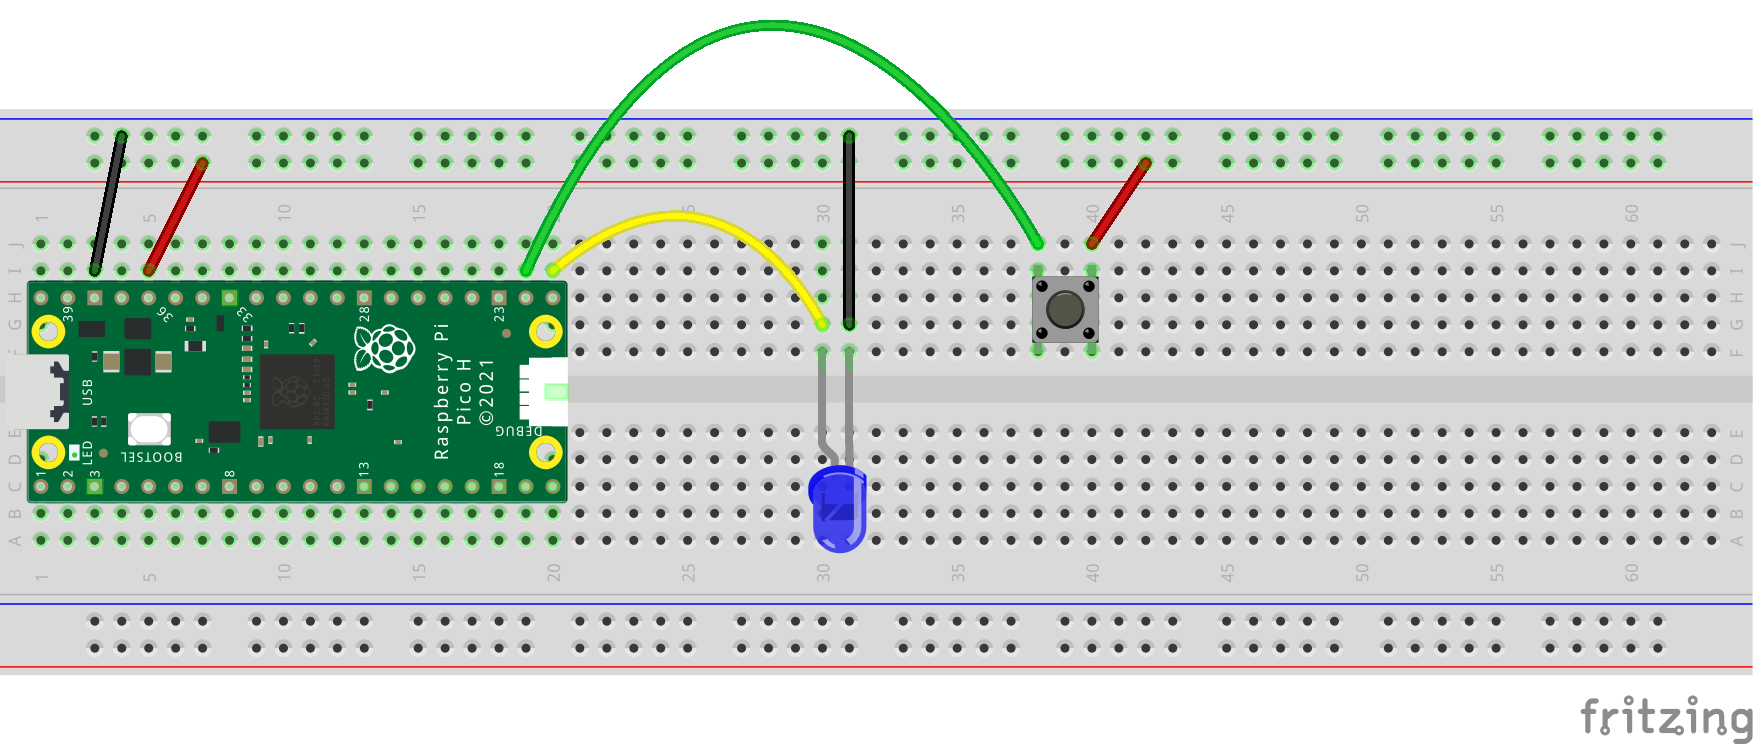 1 5 10 15 20 25 30 35 40 45 50 55 60
J J
I I
H H
G G
F F
39 36 33 28 23
USB
Raspberry Pi
Pico H
©2021
DEBUG
BOOTSEL
LED
1 2 3 8 13 18
E E
D D
C C
B B
A A
1 5 10 15 20 25 30 35 40 45 50 55 60
fritzing